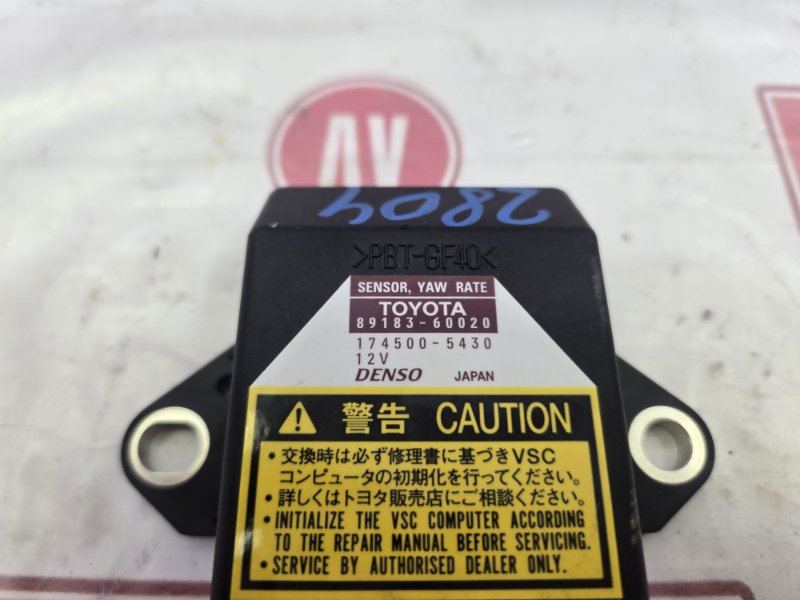 AV
2804
>PBT-GF40<
SENSOR, YAW RATE
TOYOTA
89183-60020
174500-5430
12V
DENSO JAPAN
警告 CAUTION
・交換時は必ず修理書に基づきVSC
コンピュータの初期化を行ってください。
・詳しくはトヨタ販売店にご相談ください。
・INITIALIZE THE VSC COMPUTER ACCORDING
TO THE REPAIR MANUAL BEFORE SERVICING.
・SERVICE BY AUTHORISED DEALER ONLY.